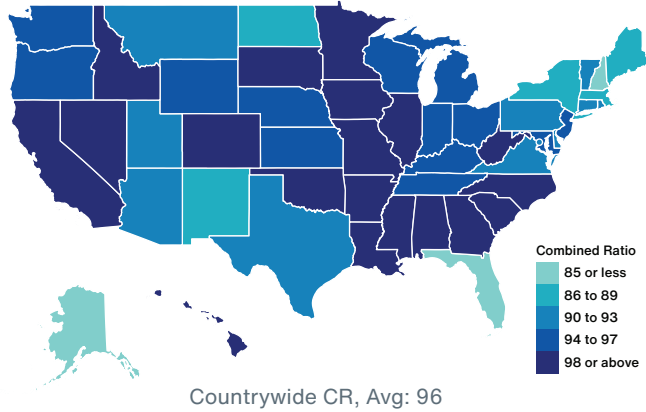 Combined Ratio
85 or less
86 to 89
90 to 93
94 to 97
98 or above
Countrywide CR, Avg: 96